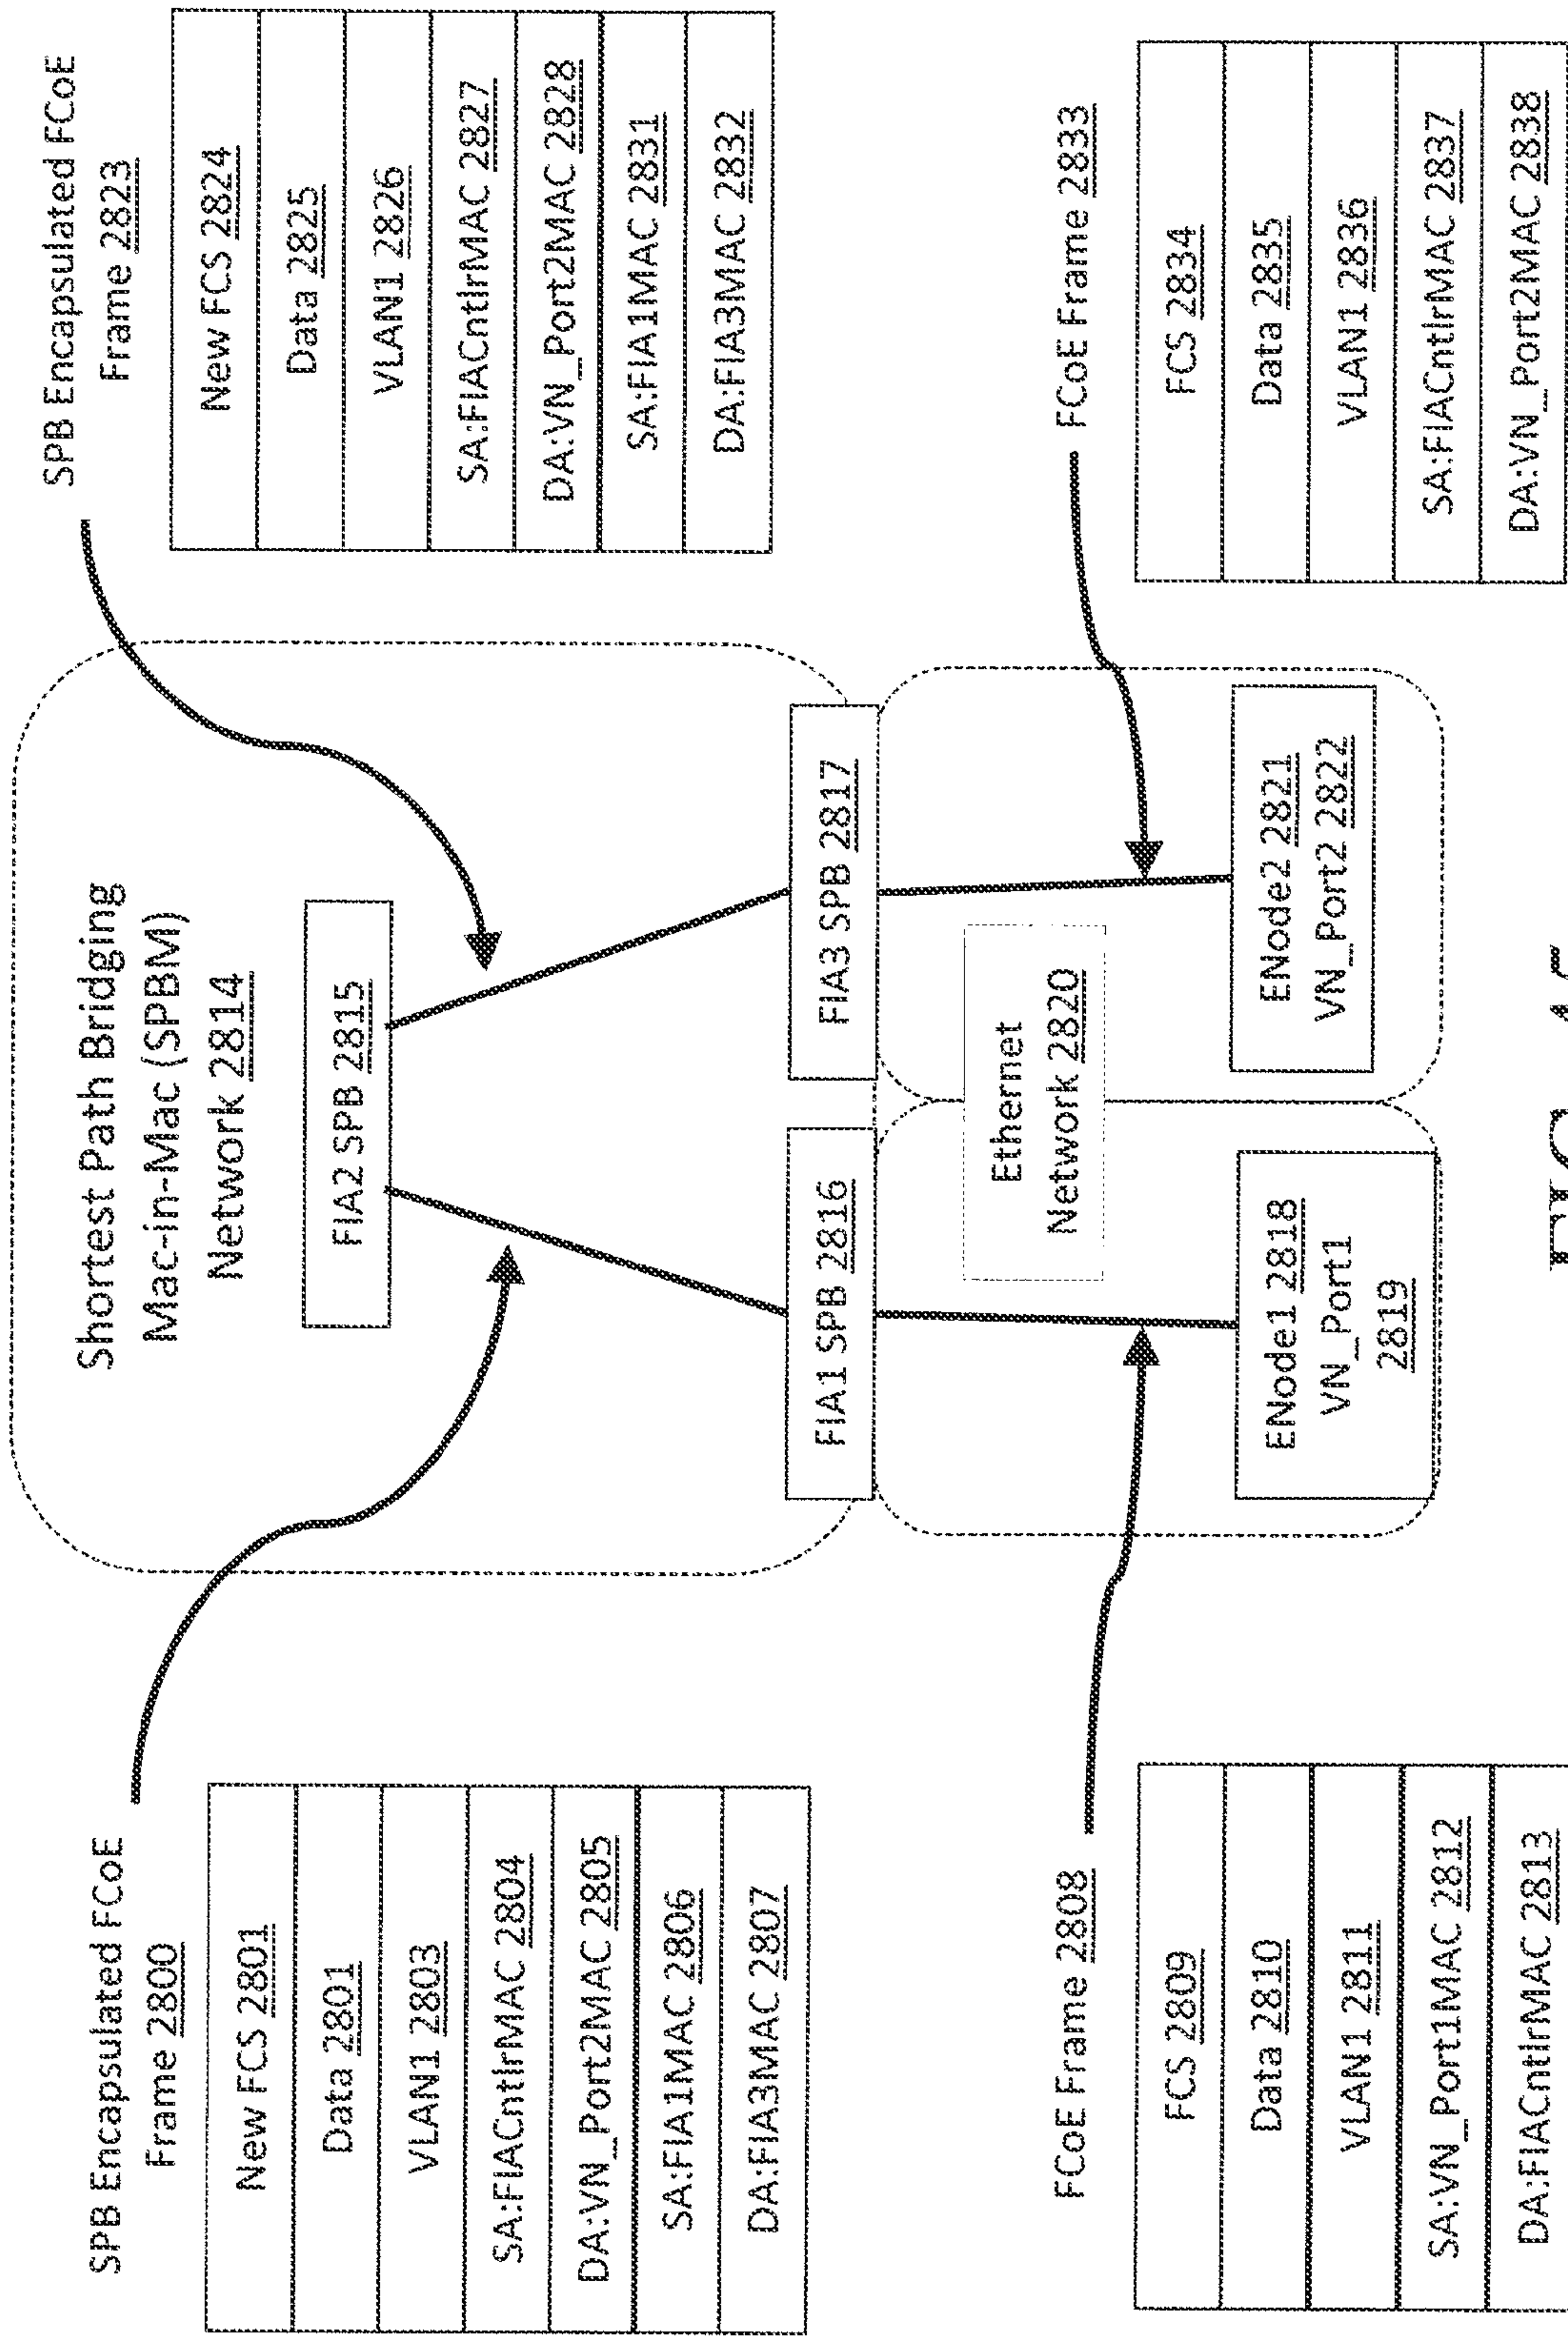 SPB Encapsulated FCoE
Frame 2800
New FCS 2801
Data 2801
VLAN1 2803
SA:FIACntlrMAC 2804
DA:VN_Port2MAC 2805
SA:FIA1MAC 2806
DA:FIA3MAC 2807
Shortest Path Bridging
Mac-in-Mac (SPBM)
Network 2814
FIA2 SPB 2815
FIA1 SPB 2816
FIA3 SPB 2817
SPB Encapsulated FCoE
Frame 2823
New FCS 2824
Data 2825
VLAN1 2826
SA:FIACntlrMAC 2827
DA:VN_Port2MAC 2828
SA:FIA1MAC 2831
DA:FIA3MAC 2832
FCoE Frame 2808
FCS 2809
Data 2810
VLAN1 2811
SA:VN_Port1MAC 2812
DA:FIACntlrMAC 2813
Ethernet
Network 2820
ENode1 2818
VN_Port1
2819
ENode2 2821
VN_Port2 2822
FCoE Frame 2833
FCS 2834
Data 2835
VLAN1 2836
SA:FIACntlrMAC 2837
DA:VN_Port2MAC 2838